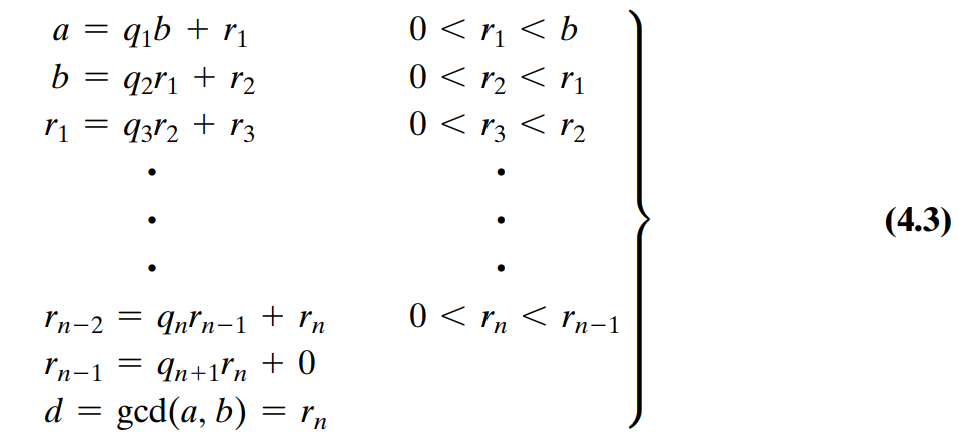 a = q₁b + r₁ 0 < r₁ < b
b = q₂r₁ + r₂ 0 < r₂ < r₁
r₁ = q₃r₂ + r₃ 0 < r₃ < r₂
• •
• •
• •
(4.3)
rₙ₋₂ = qₙrₙ₋₁ + rₙ 0 < rₙ < rₙ₋₁
rₙ₋₁ = qₙ₊₁rₙ + 0
d = gcd(a, b) = rₙ